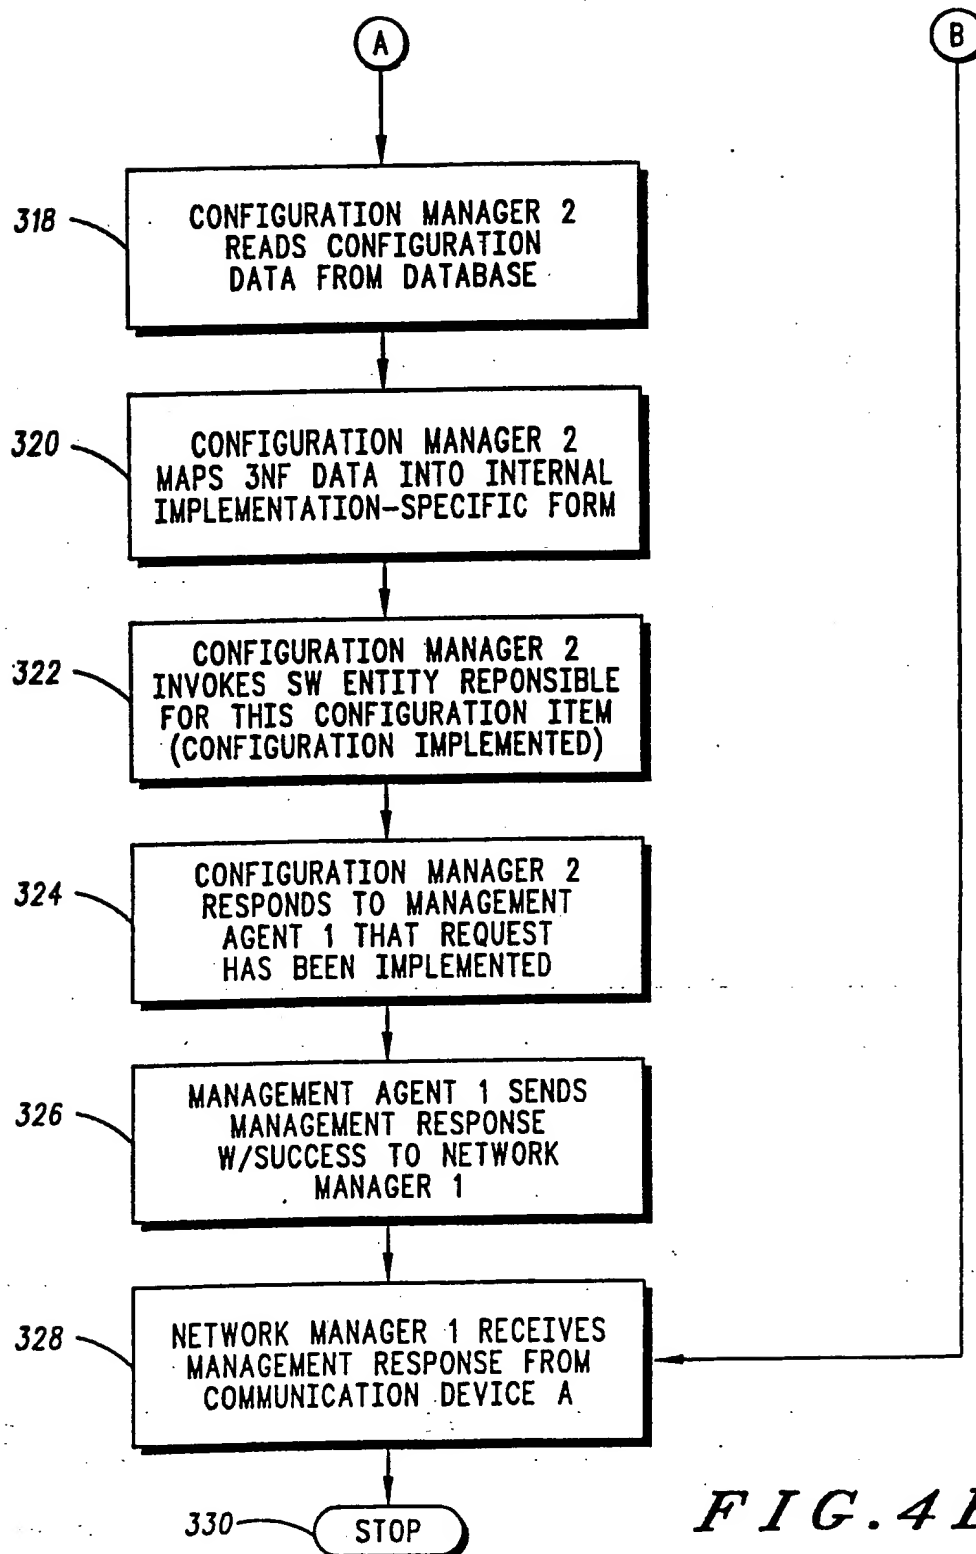 A
B
318
CONFIGURATION MANAGER 2
READS CONFIGURATION
DATA FROM DATABASE
320
CONFIGURATION MANAGER 2
MAPS 3NF DATA INTO INTERNAL
IMPLEMENTATION-SPECIFIC FORM
322
CONFIGURATION MANAGER 2
INVOKES SW ENTITY REPONSIBLE
FOR THIS CONFIGURATION ITEM
(CONFIGURATION IMPLEMENTED)
324
CONFIGURATION MANAGER 2
RESPONDS TO MANAGEMENT
AGENT 1 THAT REQUEST
HAS BEEN IMPLEMENTED
326
MANAGEMENT AGENT 1 SENDS
MANAGEMENT RESPONSE
W/SUCCESS TO NETWORK
MANAGER 1
328
NETWORK MANAGER 1 RECEIVES
MANAGEMENT RESPONSE FROM
COMMUNICATION DEVICE A
330
STOP
FIG.4